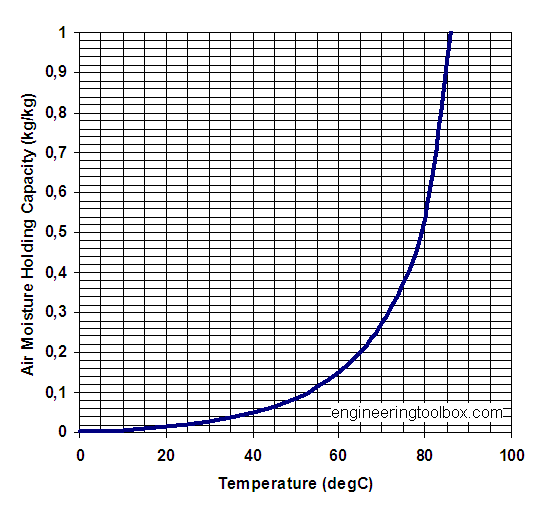 1
0,9
0,8
0,7
0,6
0,5
0,4
0,3
0,2
0,1
0
Air Moisture Holding Capacity (kg/kg)
engineeringtoolbox.com
0 20 40 60 80 100
Temperature (degC)